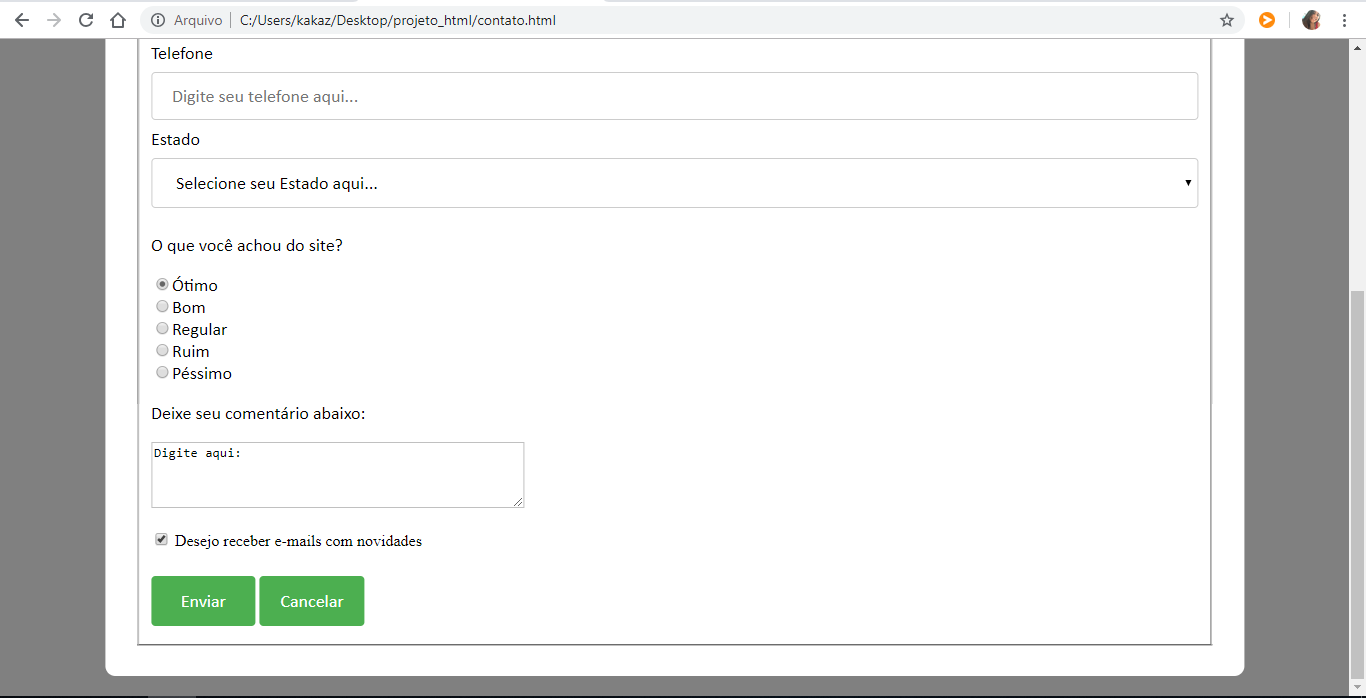 Arquivo C:/Users/kakaz/Desktop/projeto_html/contato.html
Telefone
Digite seu telefone aqui...
Estado
Selecione seu Estado aqui...
O que você achou do site?
Ótimo
Bom
Regular
Ruim
Péssimo
Deixe seu comentário abaixo:
Digite aqui:
Desejo receber e-mails com novidades
Enviar Cancelar